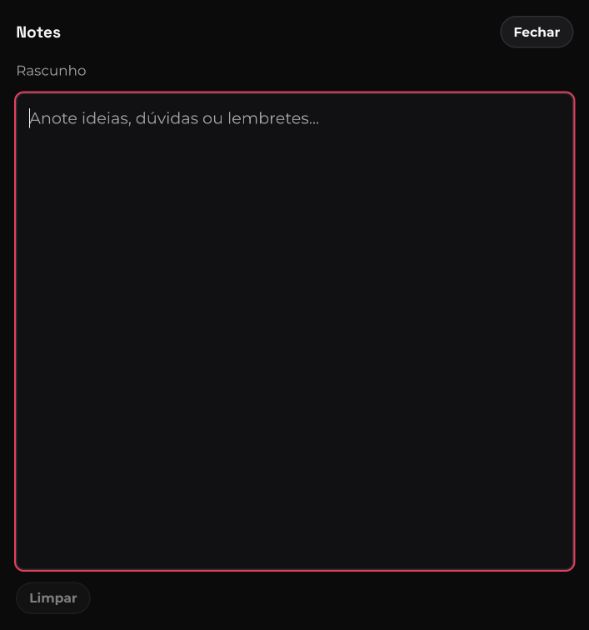 Notes
Fechar
Rascunho
Anote ideias, dúvidas ou lembretes...
Limpar